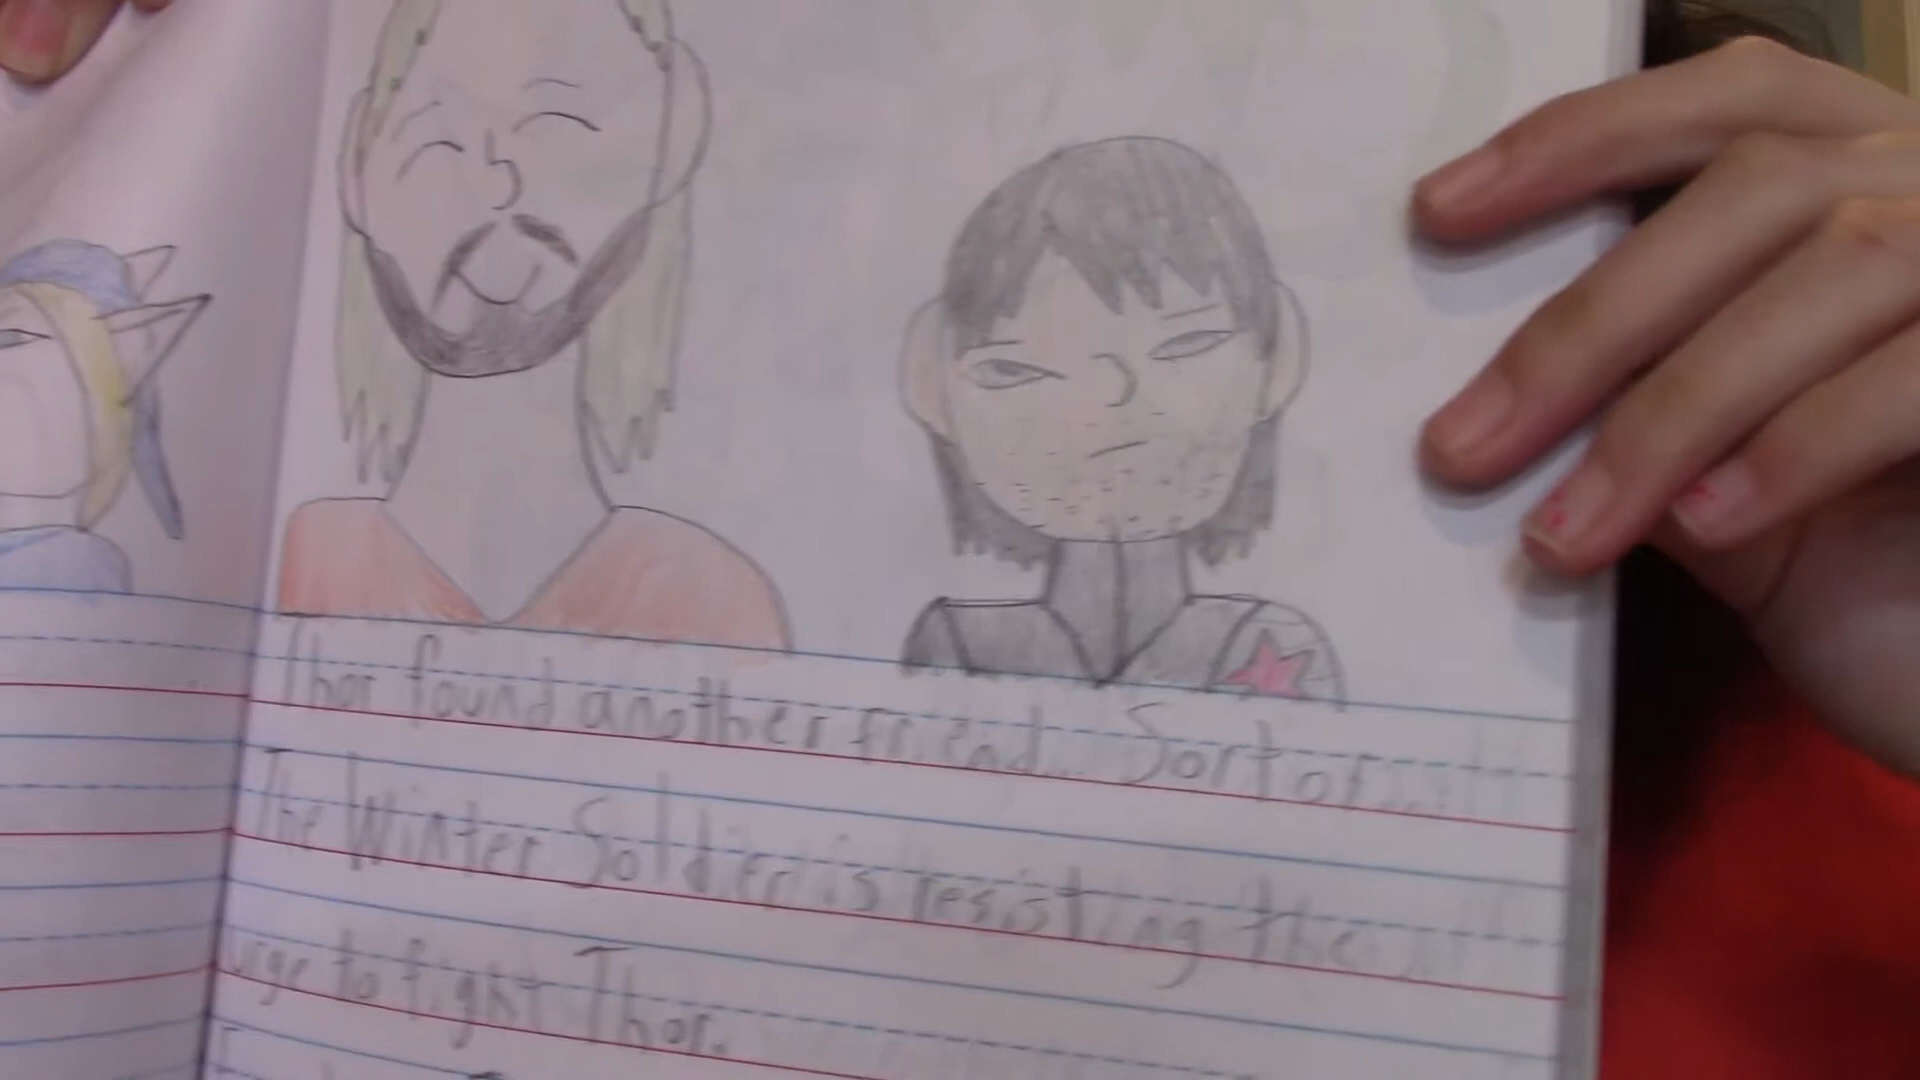 Thor found another friend... Sort of...
The Winter Soldier is resisting the
urge to fight Thor.